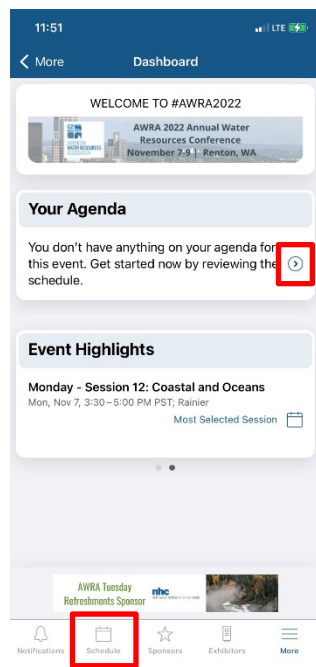 11:51
LTE
More
Dashboard
WELCOME TO #AWRA2022
AWRA 2022 Annual Water
Resources Conference
November 7-9 | Renton, WA
Your Agenda
You don't have anything on your agenda for
this event. Get started now by reviewing the
schedule.
Event Highlights
Monday - Session 12: Coastal and Oceans
Mon, Nov 7, 3:30 – 5:00 PM PST; Rainier
Most Selected Session
AWRA Tuesday
Refreshments Sponsor
nhc
Notifications
Schedule
Sponsors
Exhibitors
More